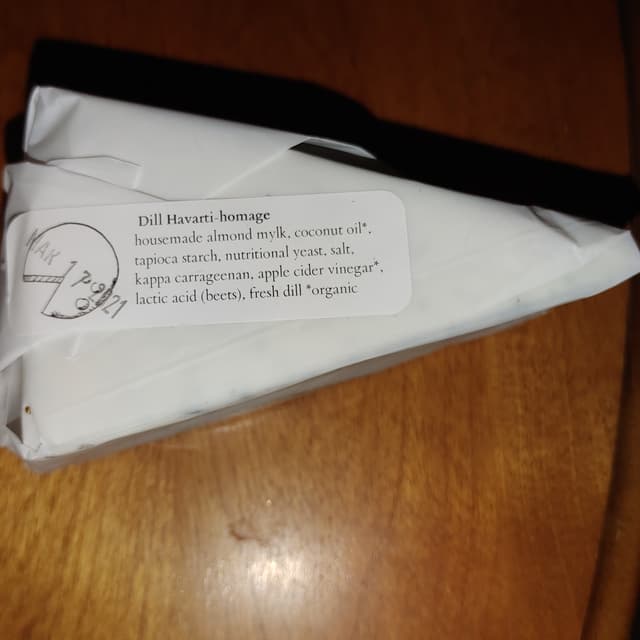 Dill Havarti-homage
housemade almond mylk, coconut oil*,
tapioca starch, nutritional yeast, salt,
kappa carrageenan, apple cider vinegar*,
lactic acid (beets), fresh dill *organic